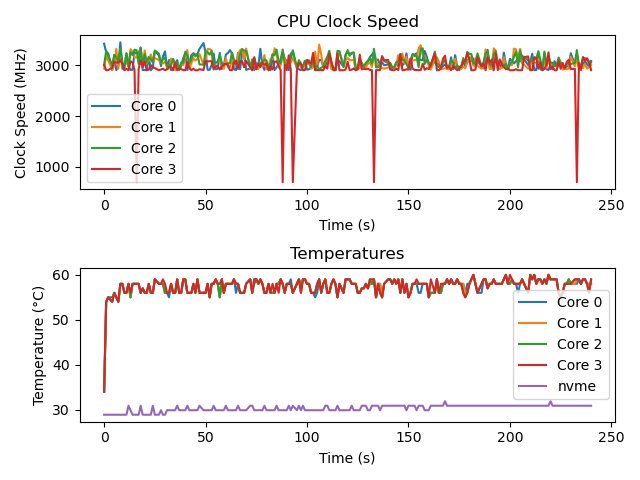 CPU Clock Speed
Clock Speed (MHz)
3000
2000
1000
Core 0
Core 1
Core 2
Core 3
0
50
100
150
200
250
Time (s)
Temperatures
Temperature (°C)
60
50
40
30
Core 0
Core 1
Core 2
Core 3
nvme
0
50
100
150
200
250
Time (s)